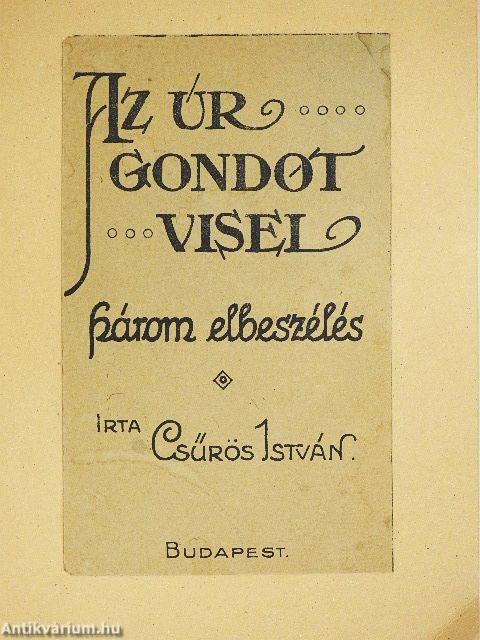 Az Úr
gondot
visel
három elbeszélés
Irta Csűrös István.
Budapest.
Antikvárium.hu